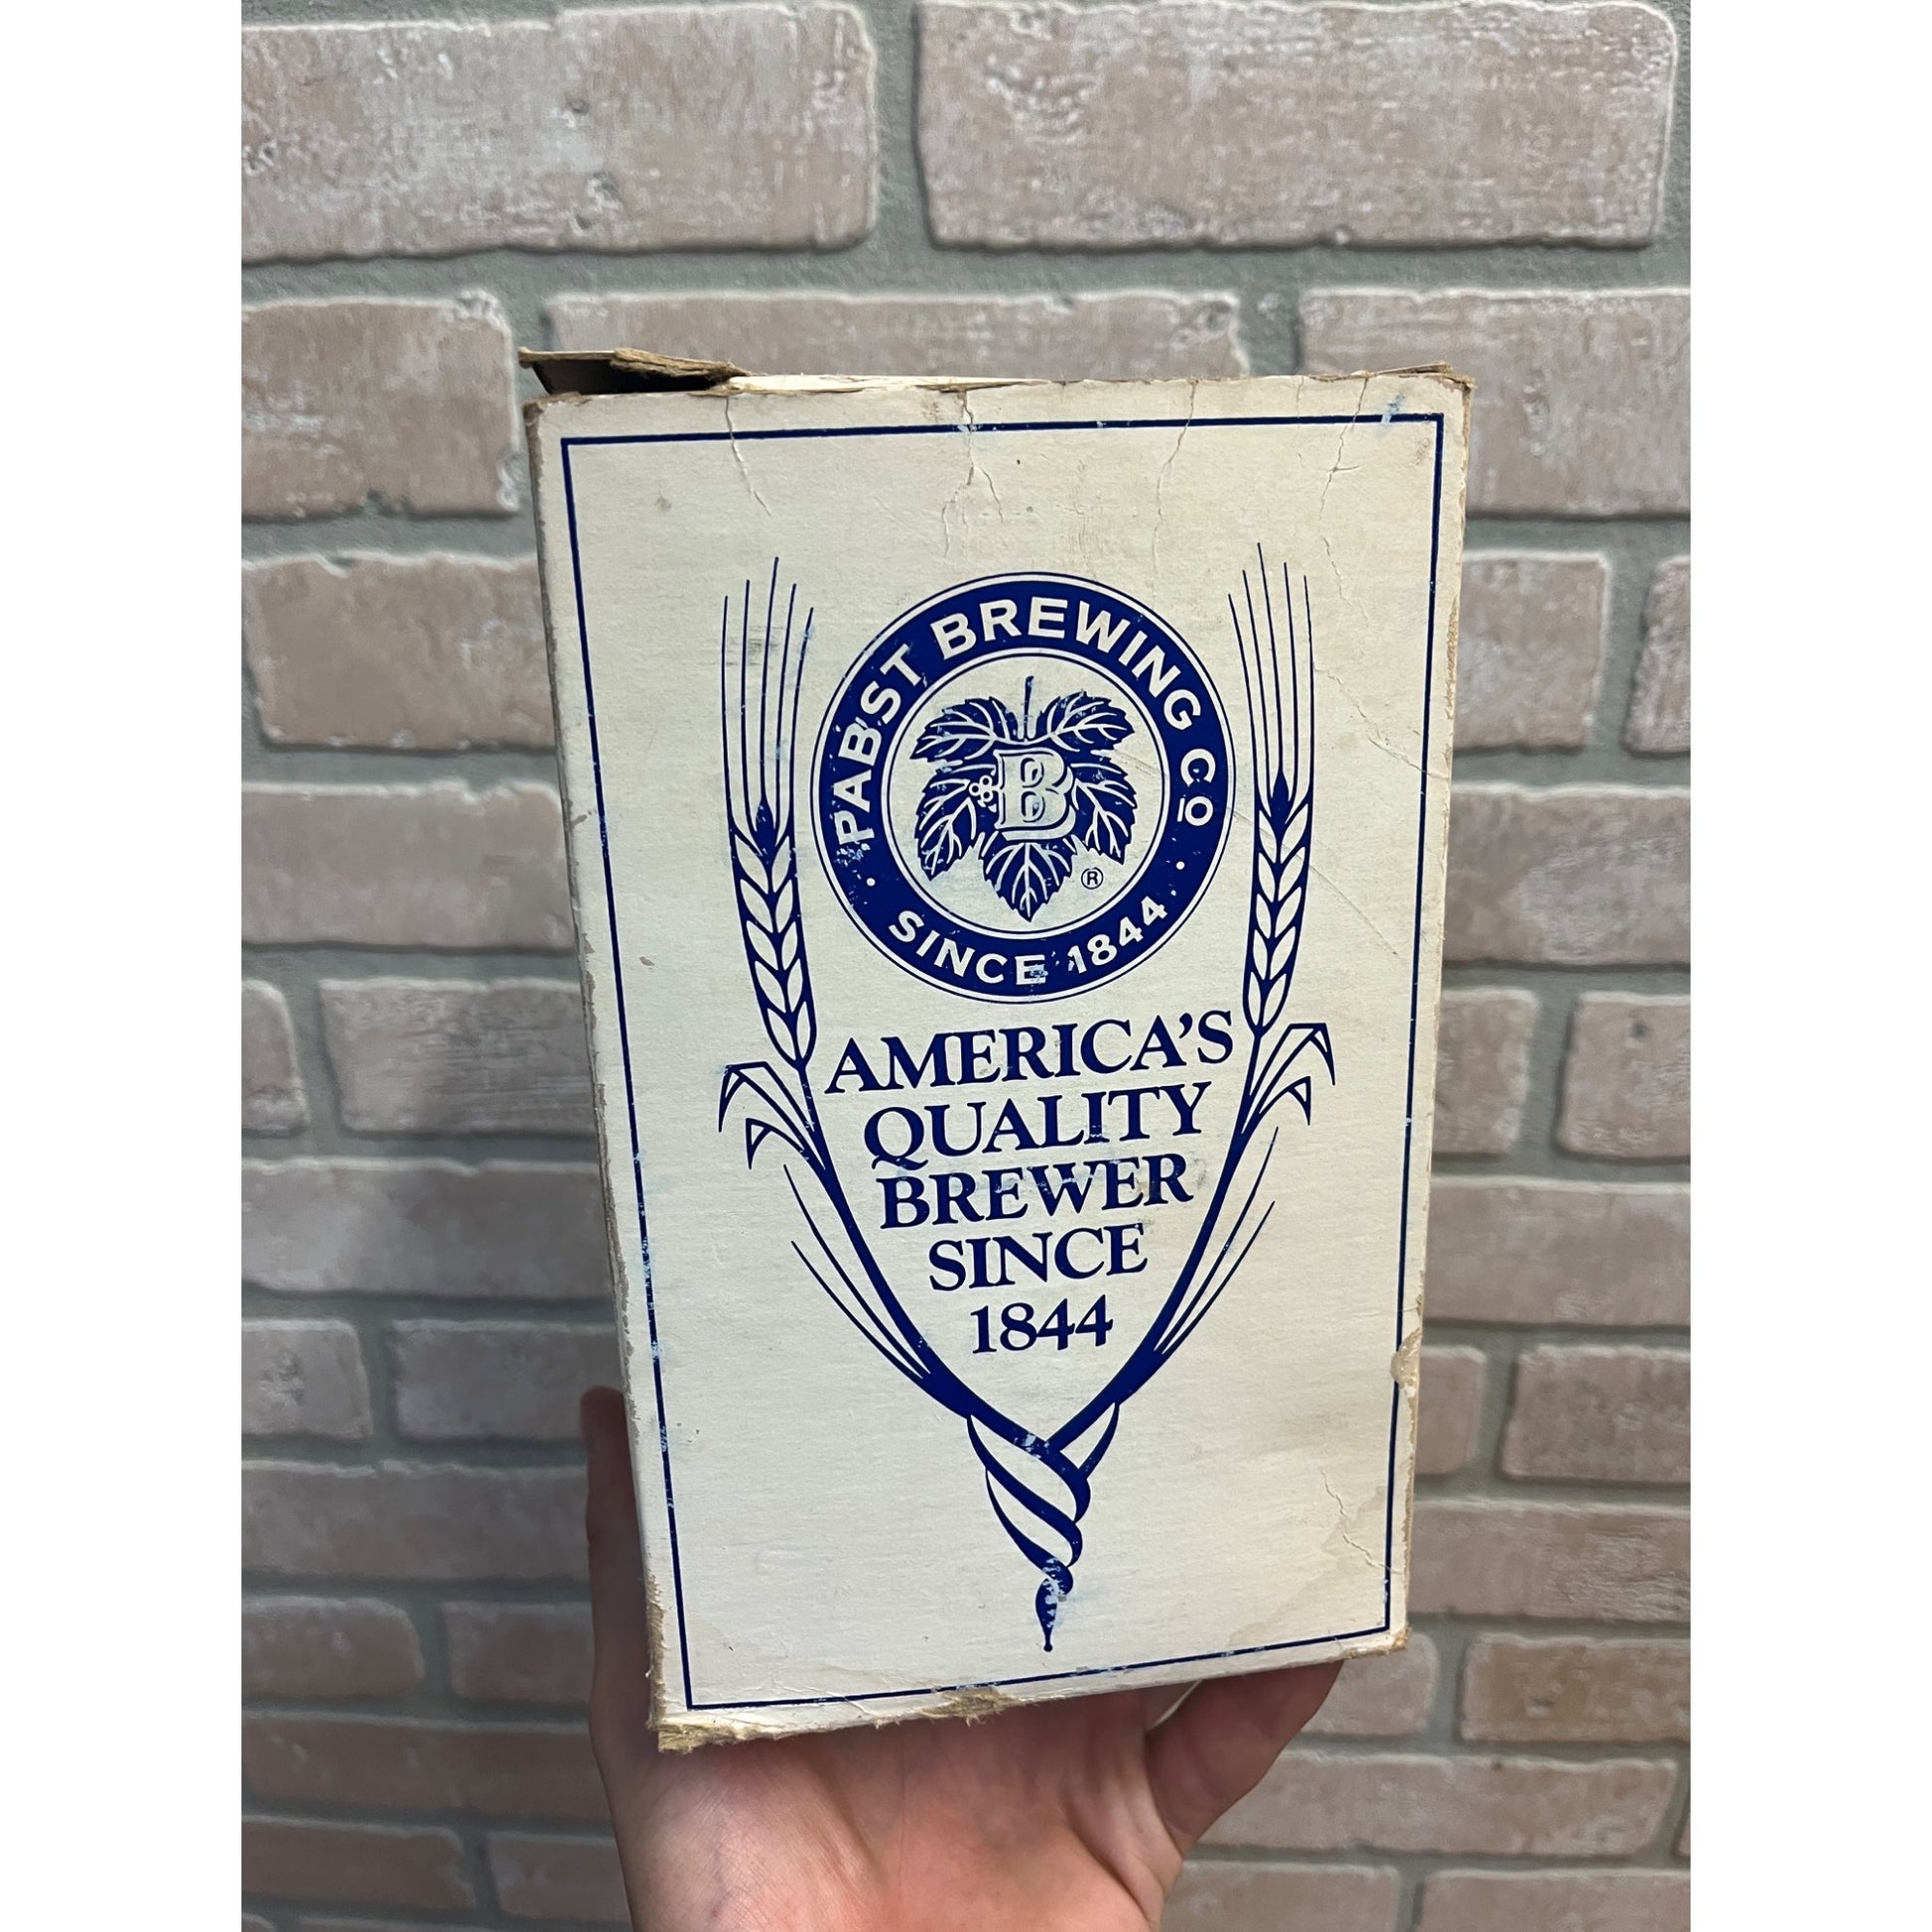 PABST BREWING CO
B
®
· SINCE 1844 ·
AMERICA'S
QUALITY
BREWER
SINCE
1844